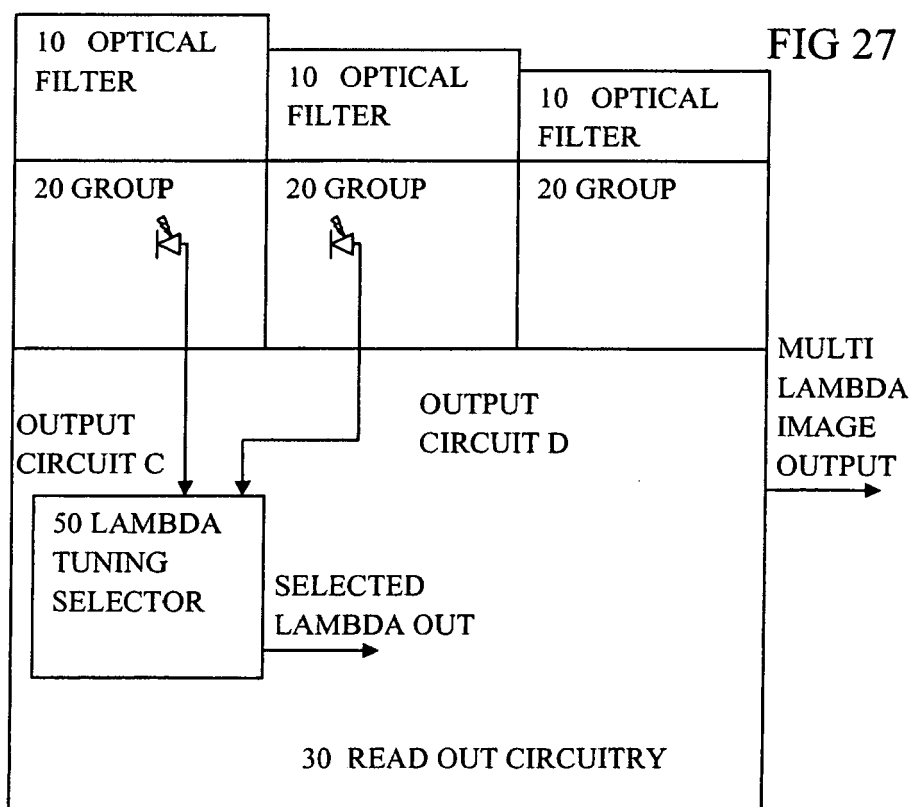 FIG 27
10 OPTICAL
FILTER
10 OPTICAL
FILTER
10 OPTICAL
FILTER
20 GROUP
20 GROUP
20 GROUP
MULTI
LAMBDA
IMAGE
OUTPUT
OUTPUT
CIRCUIT C
OUTPUT
CIRCUIT D
50 LAMBDA
TUNING
SELECTOR
SELECTED
LAMBDA OUT
30 READ OUT CIRCUITRY